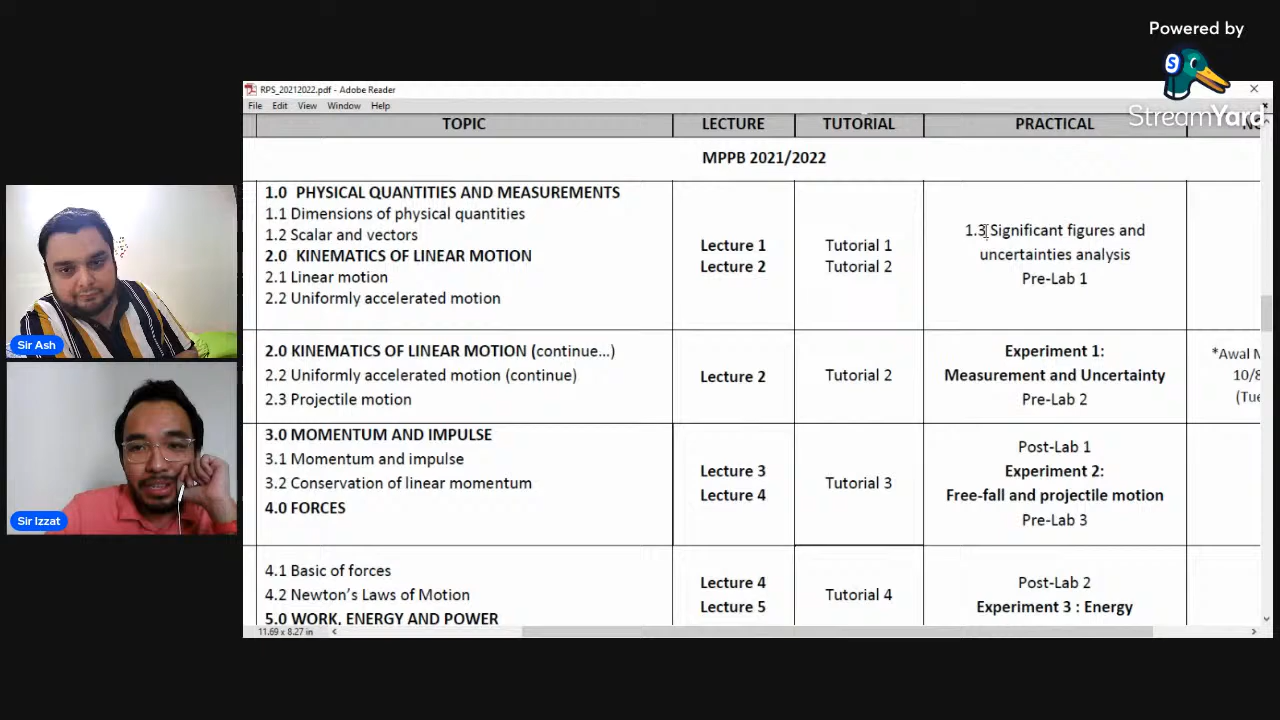 Powered by
S
StreamYard
RPS_20212022.pdf - Adobe Reader
File Edit View Window Help
TOPIC LECTURE TUTORIAL PRACTICAL
MPPB 2021/2022
1.0 PHYSICAL QUANTITIES AND MEASUREMENTS
1.1 Dimensions of physical quantities
1.2 Scalar and vectors
2.0 KINEMATICS OF LINEAR MOTION
2.1 Linear motion
2.2 Uniformly accelerated motion
Lecture 1
Lecture 2
Tutorial 1
Tutorial 2
1.3 Significant figures and
uncertainties analysis
Pre-Lab 1
2.0 KINEMATICS OF LINEAR MOTION (continue...)
2.2 Uniformly accelerated motion (continue)
2.3 Projectile motion
Lecture 2
Tutorial 2
Experiment 1:
Measurement and Uncertainty
Pre-Lab 2
*Awal M
10/8
(Tue
3.0 MOMENTUM AND IMPULSE
3.1 Momentum and impulse
3.2 Conservation of linear momentum
4.0 FORCES
Lecture 3
Lecture 4
Tutorial 3
Post-Lab 1
Experiment 2:
Free-fall and projectile motion
Pre-Lab 3
4.1 Basic of forces
4.2 Newton's Laws of Motion
5.0 WORK, ENERGY AND POWER
Lecture 4
Lecture 5
Tutorial 4
Post-Lab 2
Experiment 3 : Energy
11.69 x 8.27 in
Sir Ash
Sir Izzat